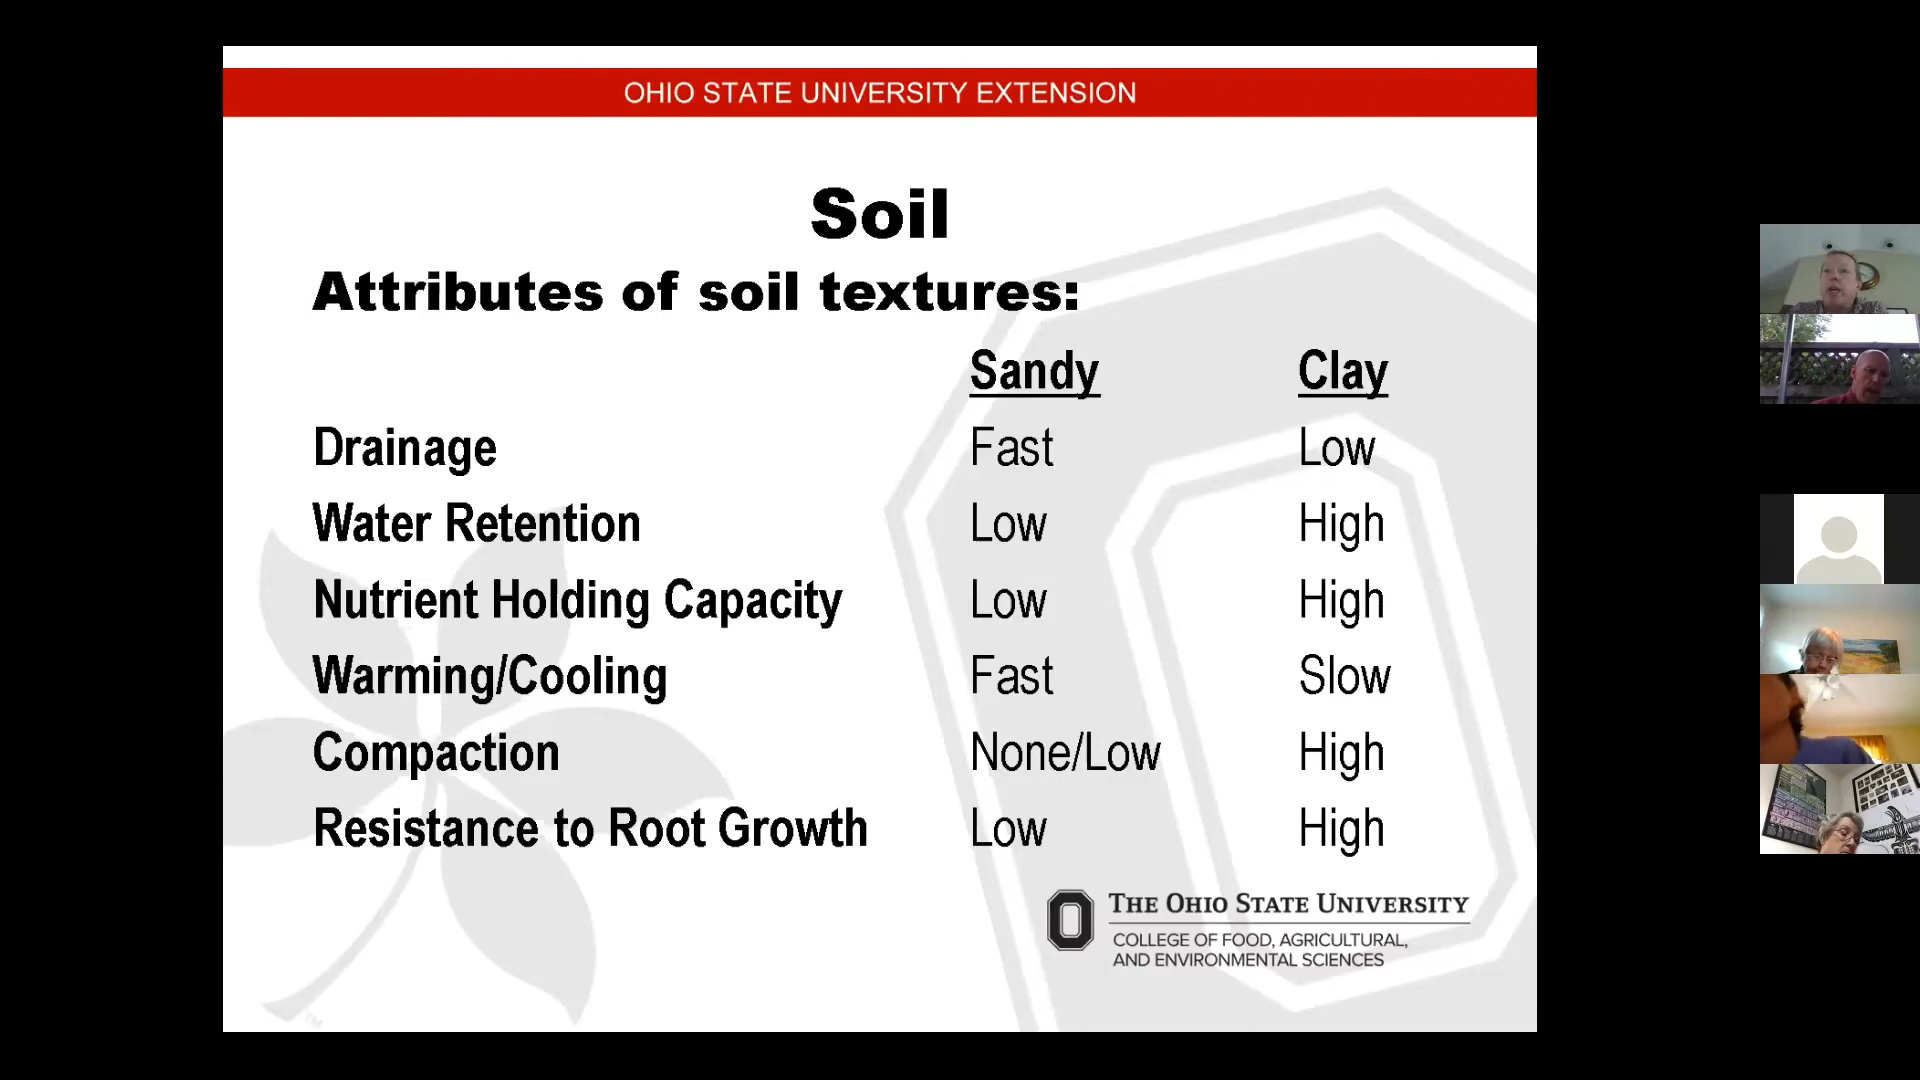 OHIO STATE UNIVERSITY EXTENSION
Soil
Attributes of soil textures:
Sandy Clay
Drainage Fast Low
Water Retention Low High
Nutrient Holding Capacity Low High
Warming/Cooling Fast Slow
Compaction None/Low High
Resistance to Root Growth Low High
THE OHIO STATE UNIVERSITY
COLLEGE OF FOOD, AGRICULTURAL,
AND ENVIRONMENTAL SCIENCES
TM